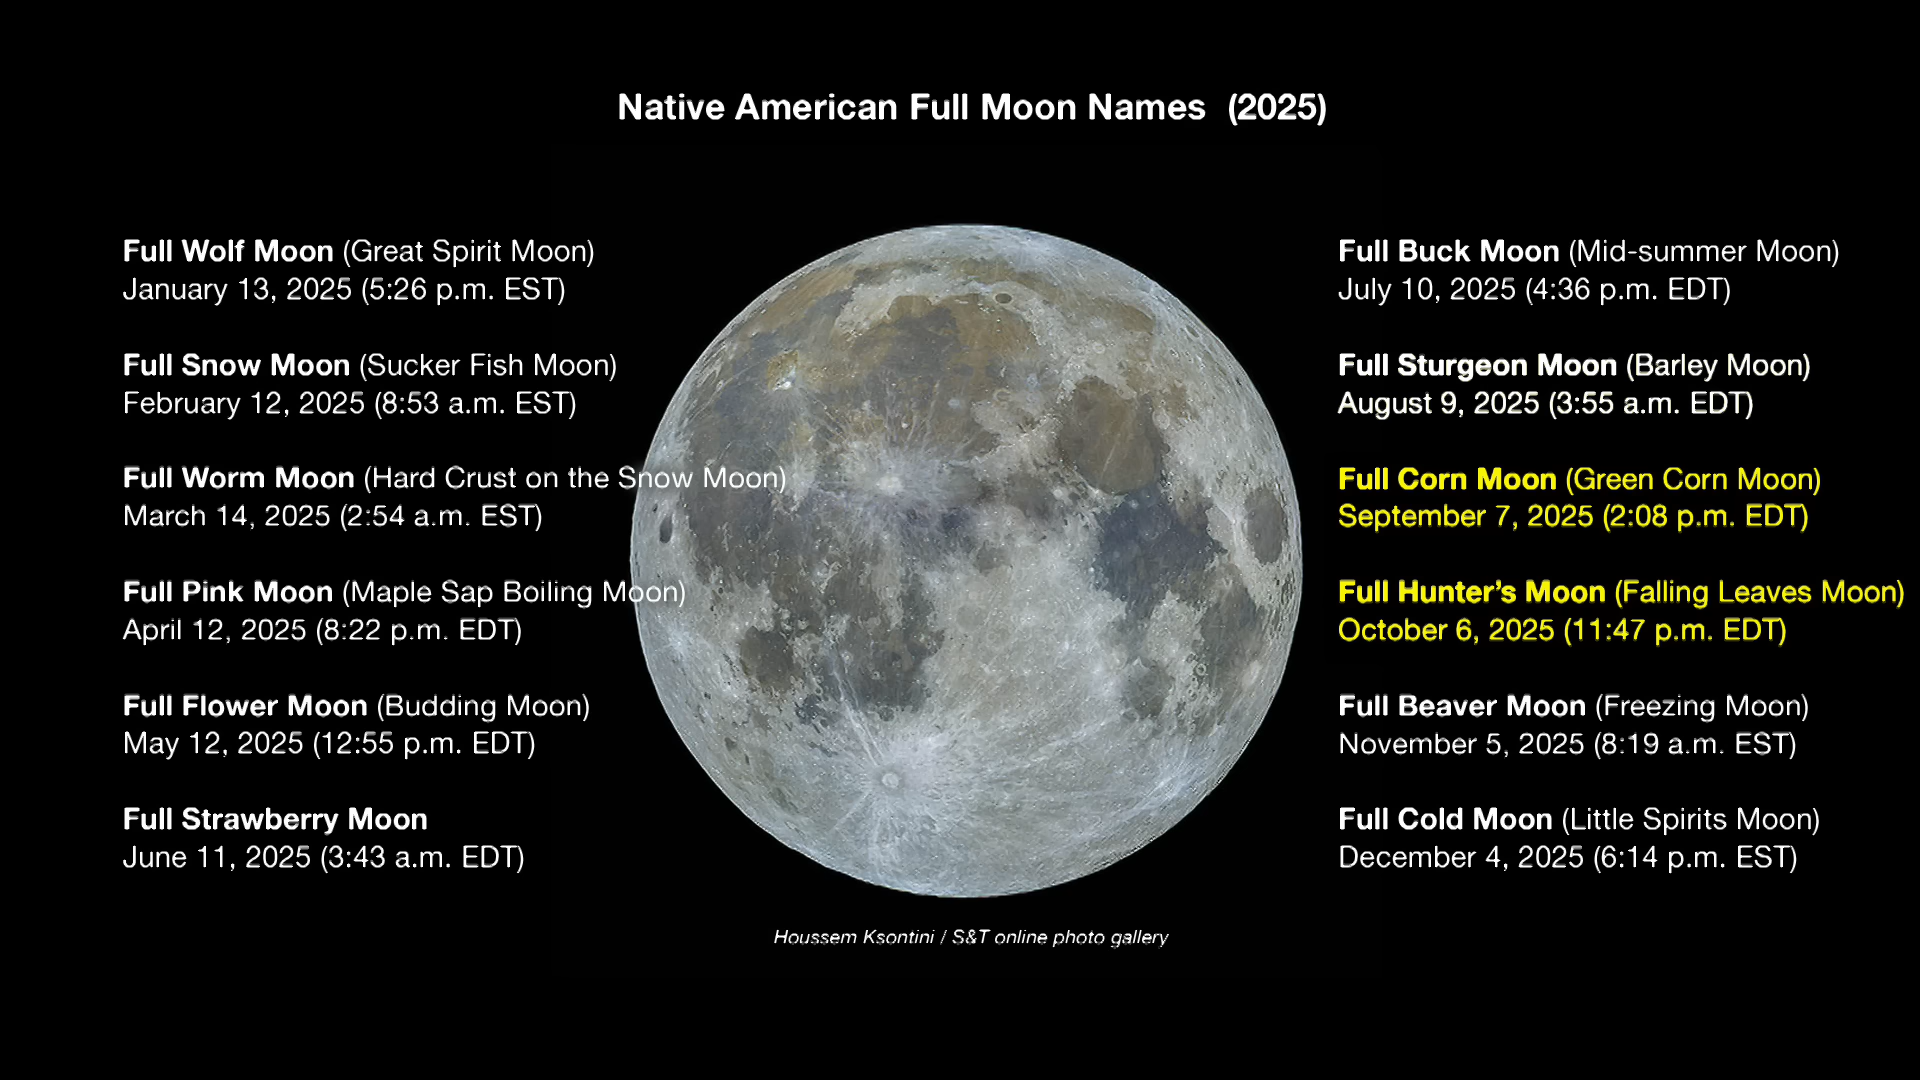 Native American Full Moon Names (2025)
Full Wolf Moon (Great Spirit Moon)
January 13, 2025 (5:26 p.m. EST)
Full Snow Moon (Sucker Fish Moon)
February 12, 2025 (8:53 a.m. EST)
Full Worm Moon (Hard Crust on the Snow Moon)
March 14, 2025 (2:54 a.m. EST)
Full Pink Moon (Maple Sap Boiling Moon)
April 12, 2025 (8:22 p.m. EDT)
Full Flower Moon (Budding Moon)
May 12, 2025 (12:55 p.m. EDT)
Full Strawberry Moon
June 11, 2025 (3:43 a.m. EDT)
Full Buck Moon (Mid-summer Moon)
July 10, 2025 (4:36 p.m. EDT)
Full Sturgeon Moon (Barley Moon)
August 9, 2025 (3:55 a.m. EDT)
Full Corn Moon (Green Corn Moon)
September 7, 2025 (2:08 p.m. EDT)
Full Hunter’s Moon (Falling Leaves Moon)
October 6, 2025 (11:47 p.m. EDT)
Full Beaver Moon (Freezing Moon)
November 5, 2025 (8:19 a.m. EST)
Full Cold Moon (Little Spirits Moon)
December 4, 2025 (6:14 p.m. EST)
Houssem Ksontini / S&T online photo gallery